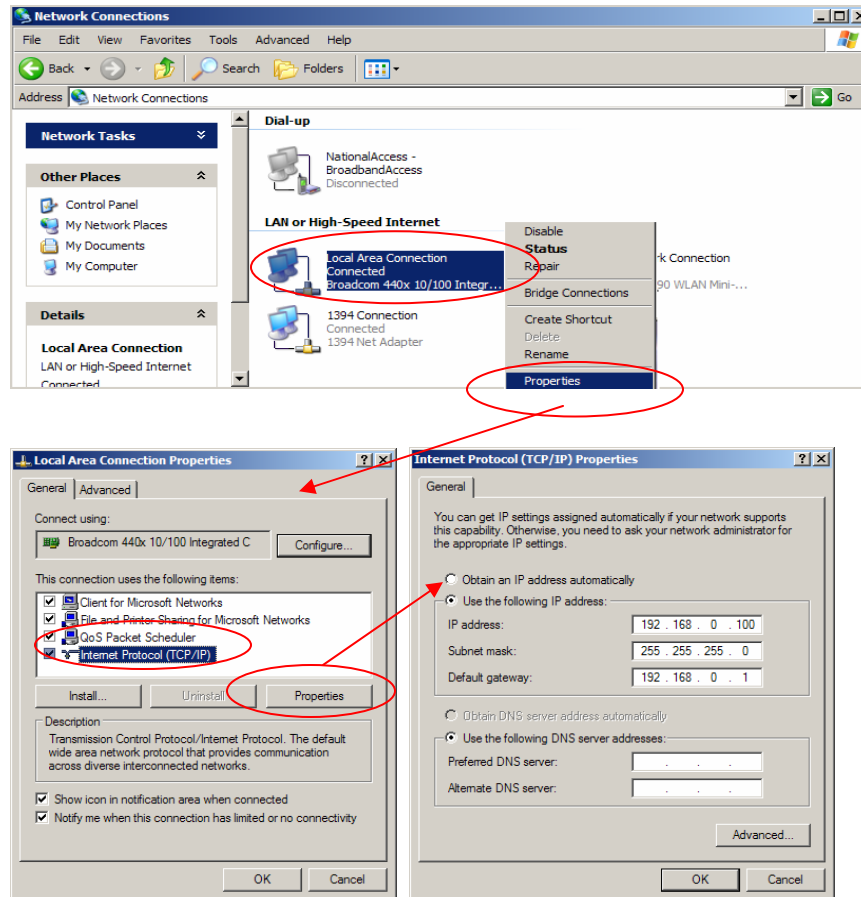 Network Connections
File Edit View Favorites Tools Advanced Help
Back Search Folders
Address Network Connections Go
Network Tasks
Other Places
Control Panel
My Network Places
My Documents
My Computer
Details
Local Area Connection
LAN or High-Speed Internet
Connected
Dial-up
NationalAccess -
BroadbandAccess
Disconnected
LAN or High-Speed Internet
Local Area Connection
Connected
Broadcom 440x 10/100 Integr...
1394 Connection
Connected
1394 Net Adapter
k Connection
90 WLAN Mini-...
Disable
Status
Repair
Bridge Connections
Create Shortcut
Delete
Rename
Properties
Local Area Connection Properties
General Advanced
Connect using:
Broadcom 440x 10/100 Integrated C
Configure...
This connection uses the following items:
Client for Microsoft Networks
File and Printer Sharing for Microsoft Networks
QoS Packet Scheduler
Internet Protocol (TCP/IP)
Install... Uninstall Properties
Description
Transmission Control Protocol/Internet Protocol. The default
wide area network protocol that provides communication
across diverse interconnected networks.
Show icon in notification area when connected
Notify me when this connection has limited or no connectivity
OK Cancel
Internet Protocol (TCP/IP) Properties
General
You can get IP settings assigned automatically if your network supports
this capability. Otherwise, you need to ask your network administrator for
the appropriate IP settings.
Obtain an IP address automatically
Use the following IP address:
IP address: 192 . 168 . 0 . 100
Subnet mask: 255 . 255 . 255 . 0
Default gateway: 192 . 168 . 0 . 1
Obtain DNS server address automatically
Use the following DNS server addresses:
Preferred DNS server: . . .
Alternate DNS server: . . .
Advanced...
OK Cancel